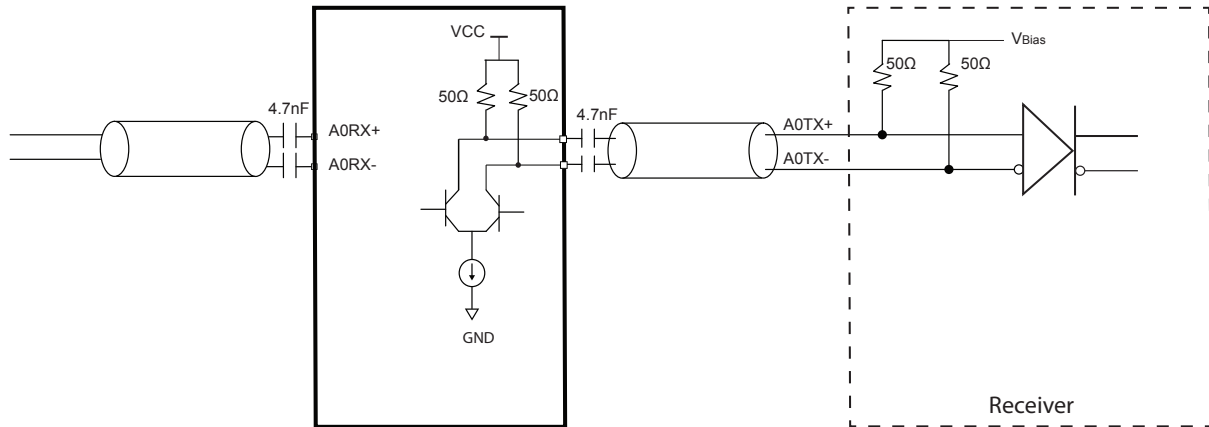 VCC
50Ω
50Ω
4.7nF
A0RX+
A0RX-
GND
4.7nF
A0TX+
A0TX-
VBias
50Ω
50Ω
Receiver